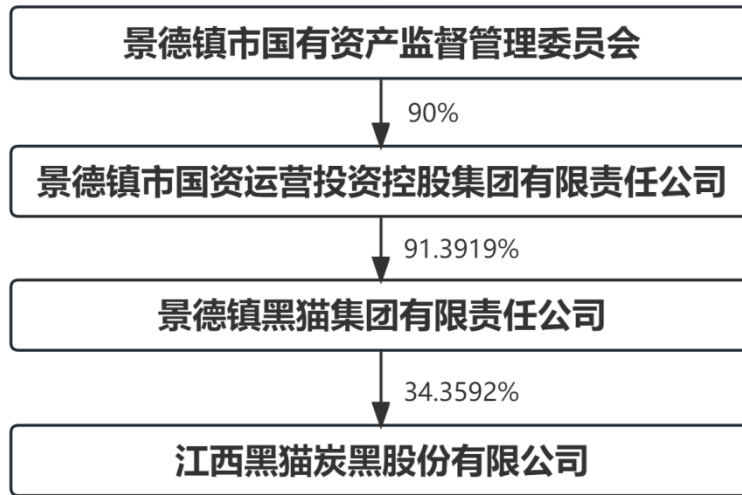 景德镇市国有资产监督管理委员会
90%
景德镇市国资运营投资控股集团有限责任公司
91.3919%
景德镇黑猫集团有限责任公司
34.3592%
江西黑猫炭黑股份有限公司